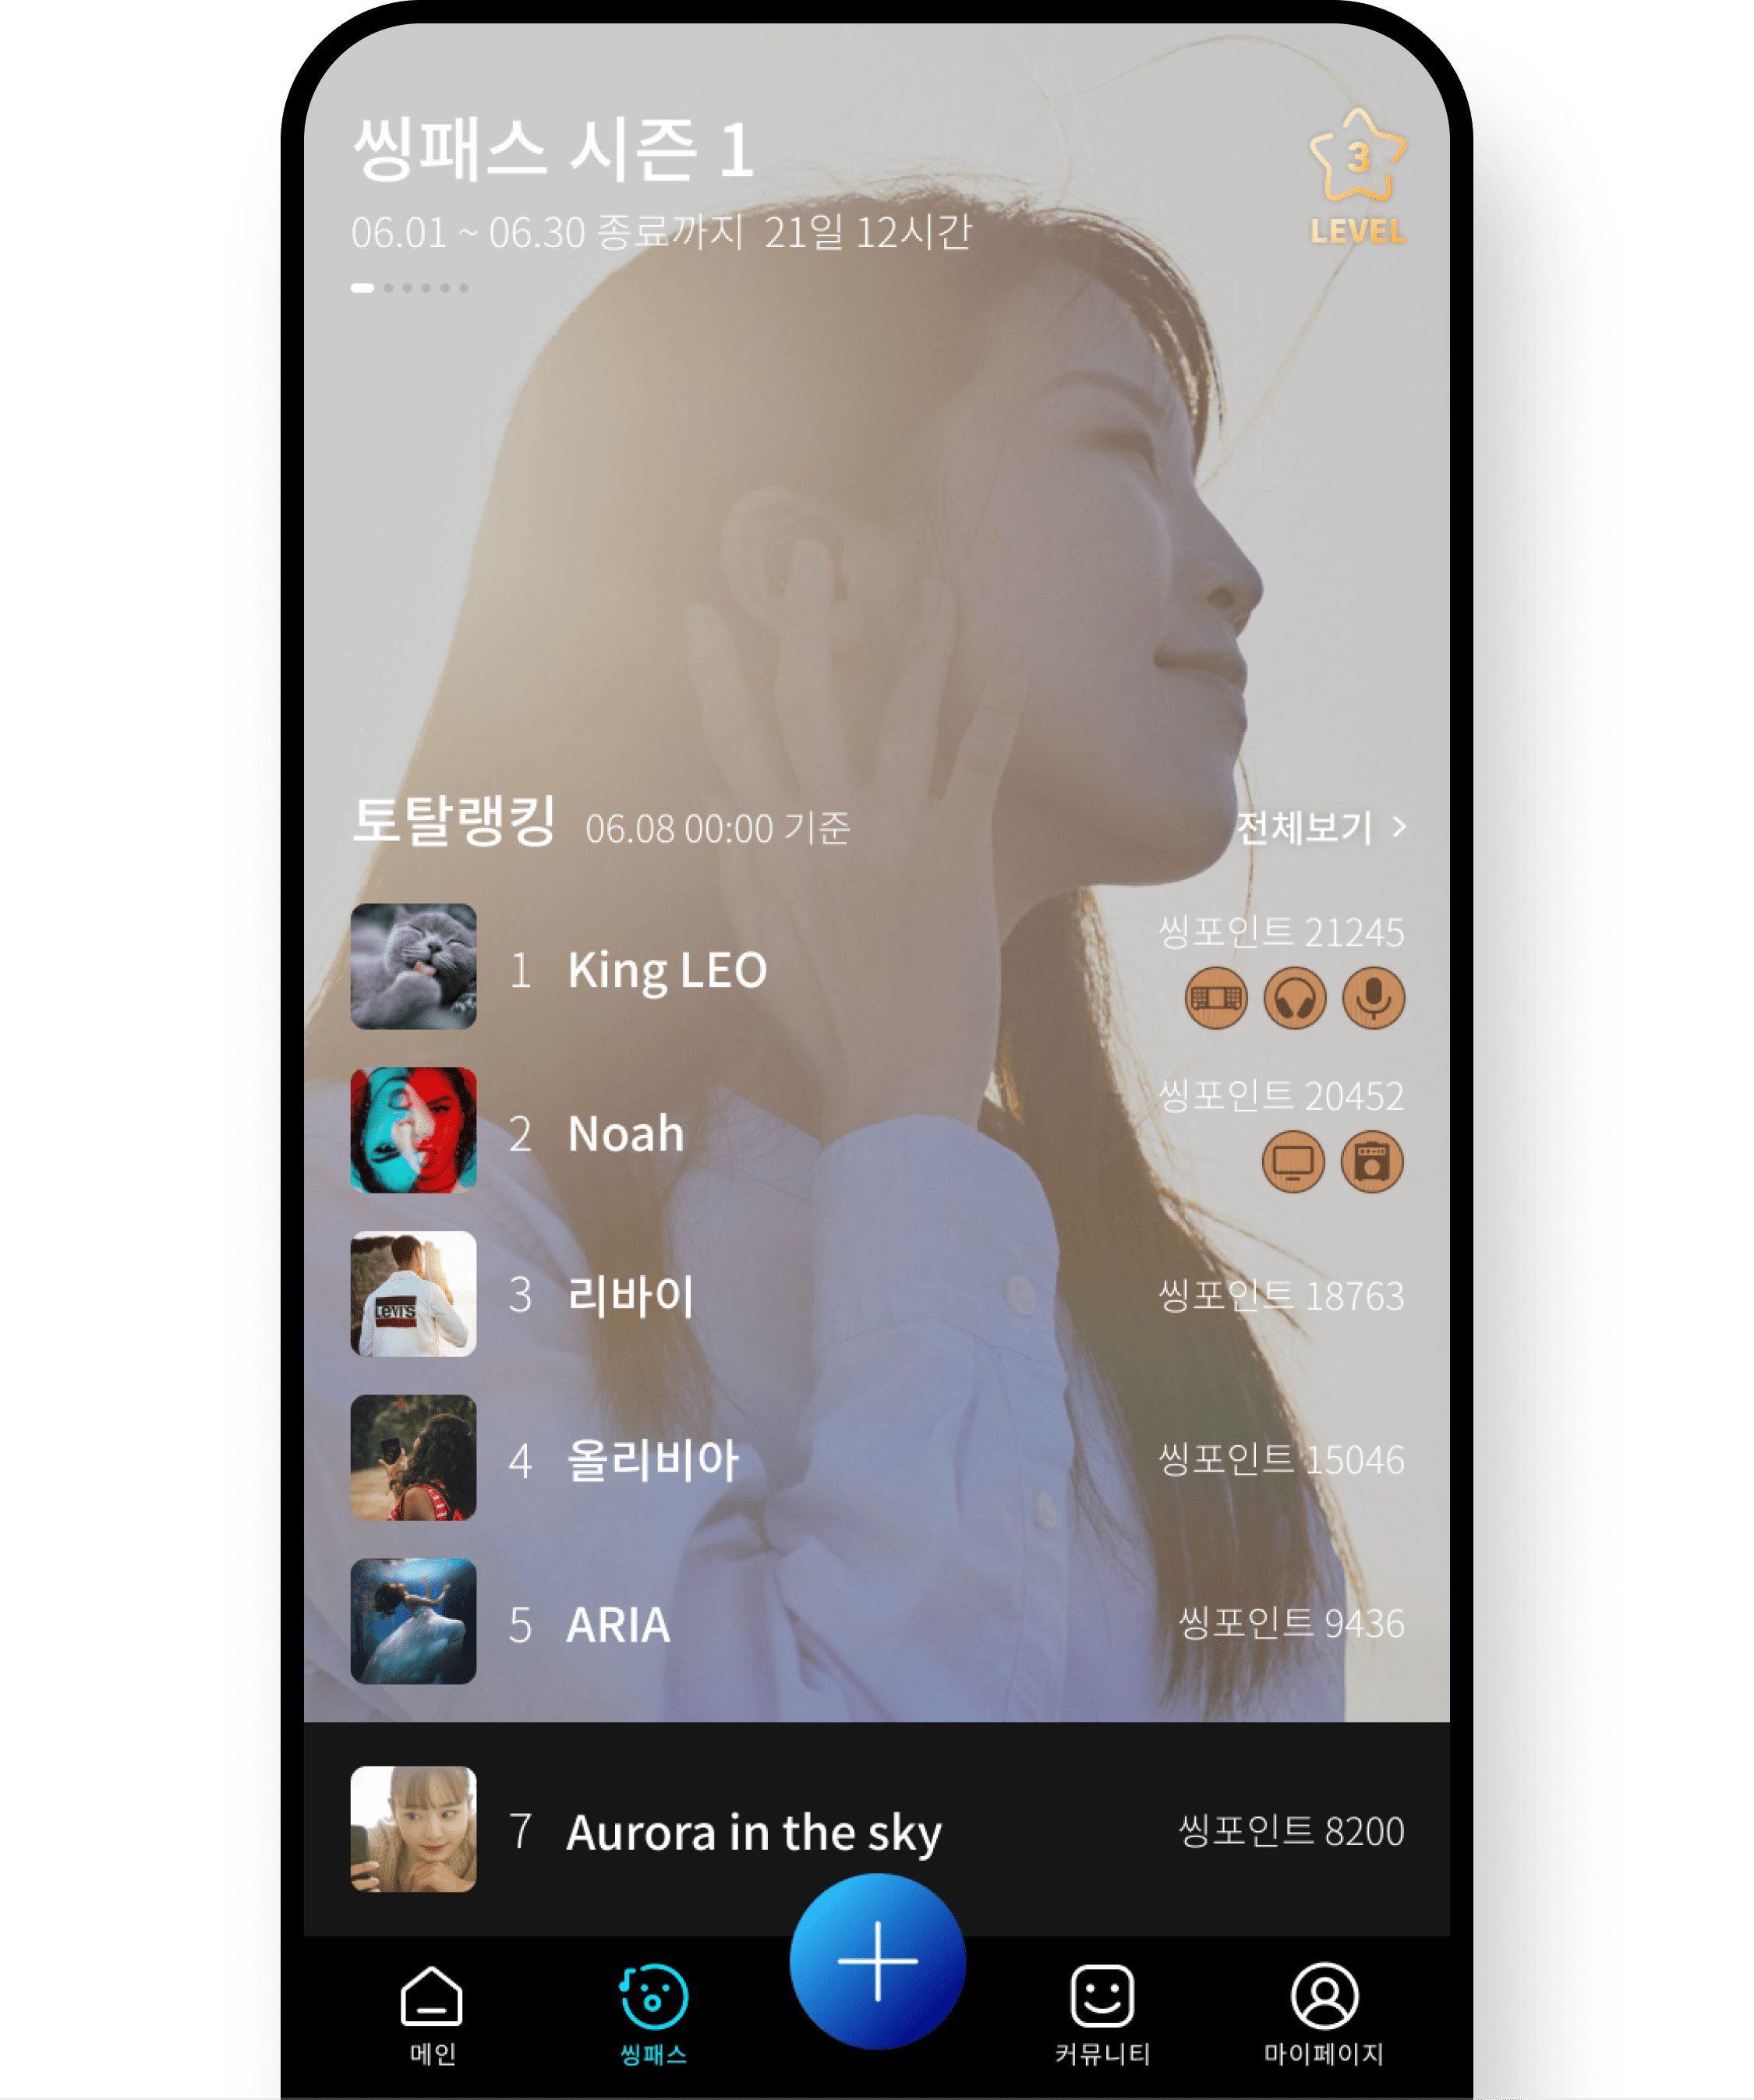 씽패스 시즌 1
06.01 ~ 06.30 종료까지 21일 12시간
3
LEVEL
토탈랭킹 06.08 00:00 기준 전체보기 >
1 King LEO 씽포인트 21245
2 Noah 씽포인트 20452
Levi's
3 리바이 씽포인트 18763
4 올리비아 씽포인트 15046
5 ARIA 씽포인트 9436
7 Aurora in the sky 씽포인트 8200
메인 씽패스 커뮤니티 마이페이지